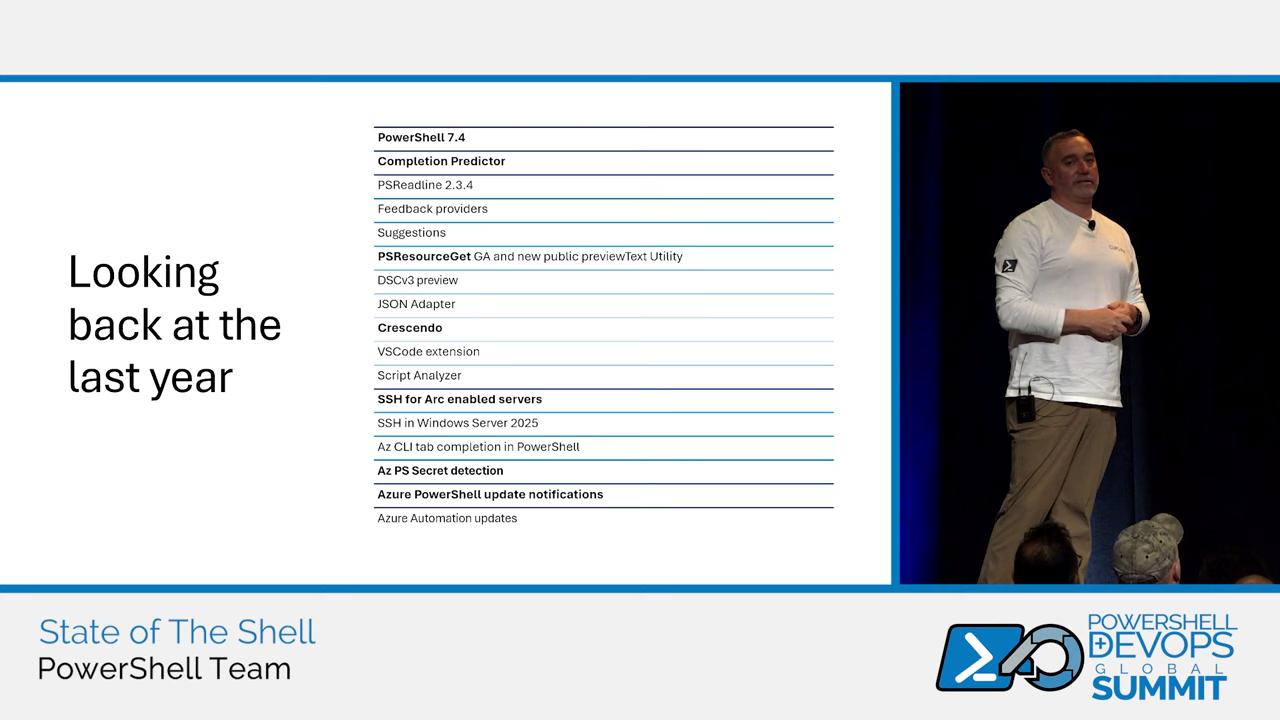 Looking
back at the
last year
PowerShell 7.4
Completion Predictor
PSReadline 2.3.4
Feedback providers
Suggestions
PSResourceGet GA and new public previewText Utility
DSCv3 preview
JSON Adapter
Crescendo
VSCode extension
Script Analyzer
SSH for Arc enabled servers
SSH in Windows Server 2025
Az CLI tab completion in PowerShell
Az PS Secret detection
Azure PowerShell update notifications
Azure Automation updates
State of The Shell
PowerShell Team
POWERSHELL
+DEVOPS
GLOBAL
SUMMIT